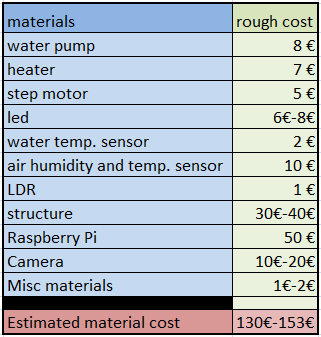 materials rough cost
water pump 8 €
heater 7 €
step motor 5 €
led 6€-8€
water temp. sensor 2 €
air humidity and temp. sensor 10 €
LDR 1 €
structure 30€-40€
Raspberry Pi 50 €
Camera 10€-20€
Misc materials 1€-2€
Estimated material cost 130€-153€